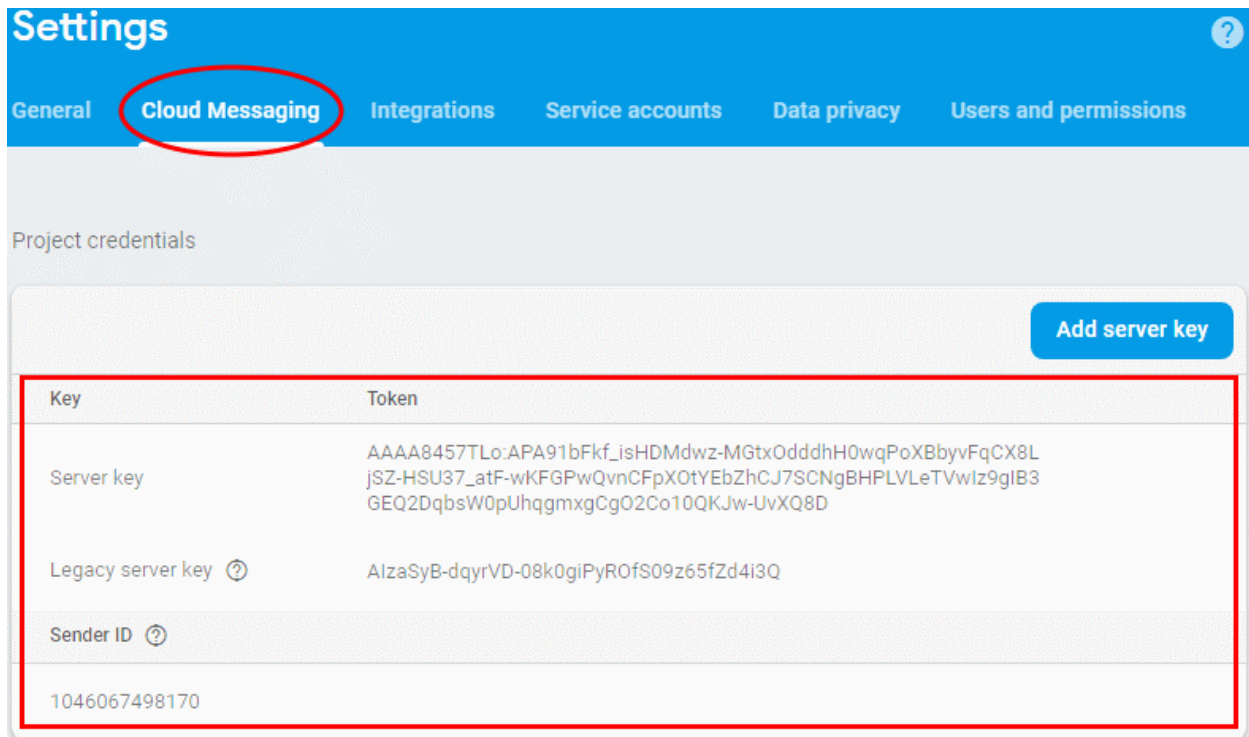 Settings
General Cloud Messaging Integrations Service accounts Data privacy Users and permissions
Project credentials
Add server key
Key Token
Server key
AAAA8457TLo:APA91bFkf_isHDMdwz-MGtxOdddhH0wqPoXBbyvFqCX8L
jSZ-HSU37_atF-wKFGPwQvnCFpXOtYEbZhCJ7SCNgBHPLVLeTVwIz9gIB3
GEQ2DqbsW0pUhqgmxgCgO2Co10QKJw-UvXQ8D
Legacy server key AIzaSyB-dqyrVD-08k0giPyROfS09z65fZd4i3Q
Sender ID
1046067498170